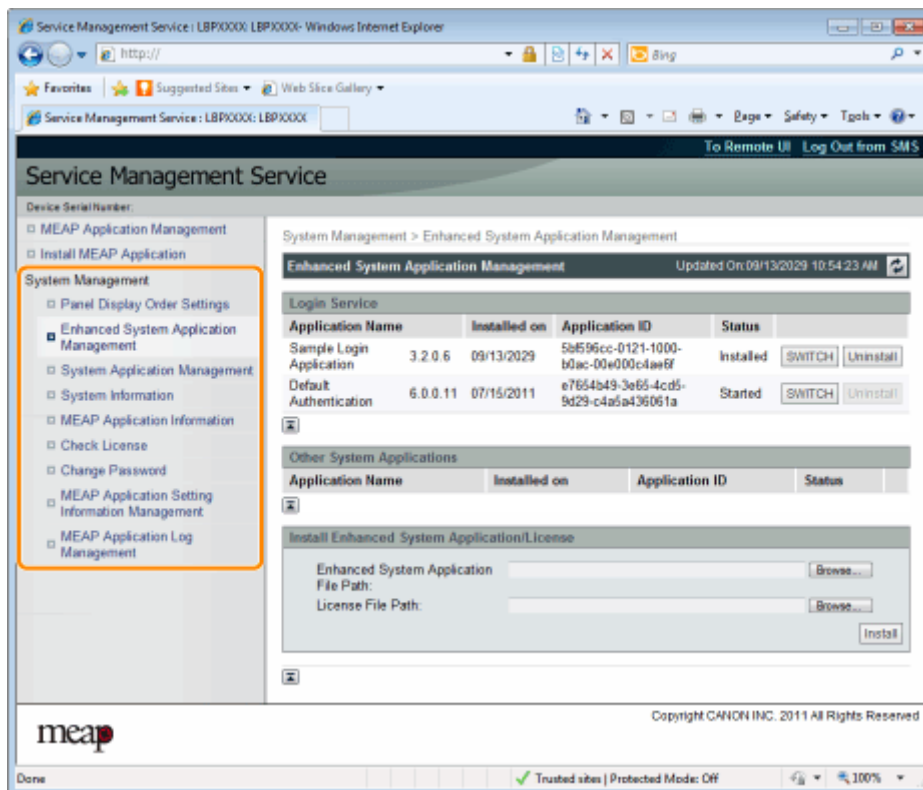 Service Management Service : LBPXXXX: LBPXXXX- Windows Internet Explorer
http://
Bing
Favorites Suggested Sites Web Slice Gallery
Service Management Service : LBPXXXX: LBPXXXX
Page Safety Tools
To Remote UI Log Out from SMS
Service Management Service
Device Serial Number:
MEAP Application Management
Install MEAP Application
System Management
Panel Display Order Settings
Enhanced System Application
Management
System Application Management
System Information
MEAP Application Information
Check License
Change Password
MEAP Application Setting
Information Management
MEAP Application Log
Management
System Management > Enhanced System Application Management
Enhanced System Application Management Updated On:09/13/2029 10:54:23 AM
Login Service
Application Name Installed on Application ID Status
Sample Login
Application 3.2.0.6 09/13/2029 5bf596cc-0121-1000-
b0ac-00e000c4ae6f Installed SWITCH Uninstall
Default
Authentication 6.0.0.11 07/15/2011 e7654b49-3e65-4cd5-
9d29-c4a5a436061a Started SWITCH Uninstall
Other System Applications
Application Name Installed on Application ID Status
Install Enhanced System Application/License
Enhanced System Application
File Path: Browse...
License File Path: Browse...
Install
Copyright CANON INC. 2011 All Rights Reserved
meap
Done Trusted sites | Protected Mode: Off 100%